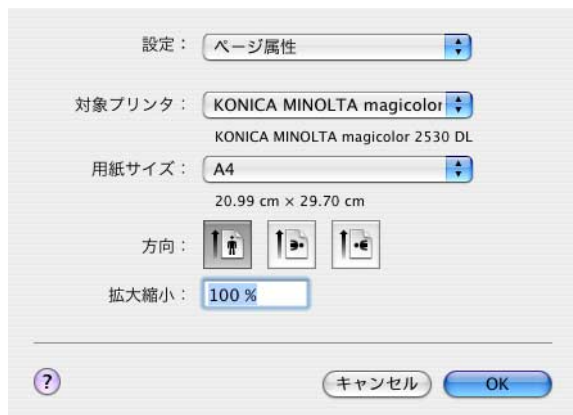 設定： ページ属性
対象プリンタ： KONICA MINOLTA magicolor
KONICA MINOLTA magicolor 2530 DL
用紙サイズ： A4
20.99 cm × 29.70 cm
方向：
拡大縮小： 100 %
? キャンセル OK